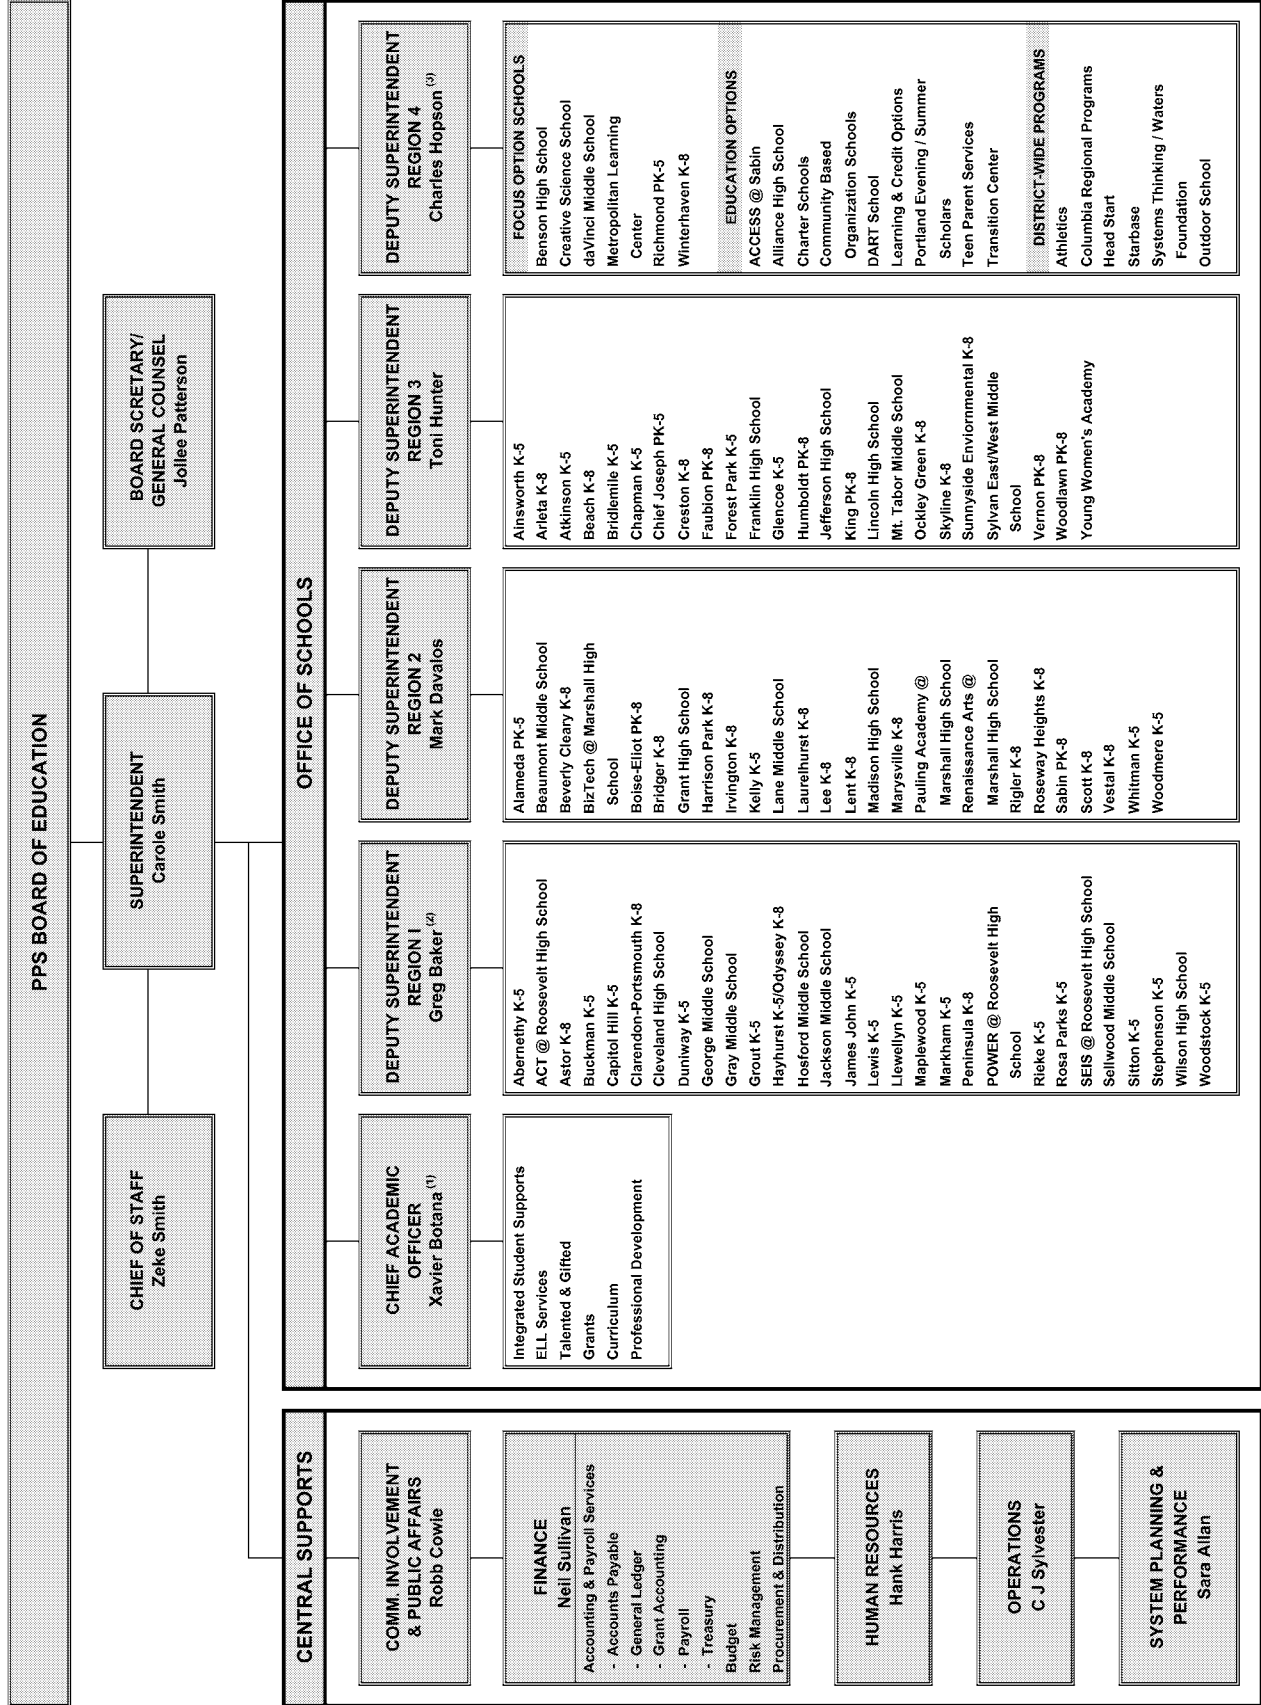 PPS BOARD OF EDUCATION
CHIEF OF STAFF
Zeke Smith
SUPERINTENDENT
Carole Smith
BOARD SCRETARY/
GENERAL COUNSEL
Jollee Patterson
CENTRAL SUPPORTS
COMM. INVOLVEMENT
& PUBLIC AFFAIRS
Robb Cowie
FINANCE
Neil Sullivan
Accounting & Payroll Services
- Accounts Payable
- General Ledger
- Grant Accounting
- Payroll
- Treasury
Budget
Risk Management
Procurement & Distribution
HUMAN RESOURCES
Hank Harris
OPERATIONS
C J Sylvester
SYSTEM PLANNING &
PERFORMANCE
Sara Allan
OFFICE OF SCHOOLS
CHIEF ACADEMIC
OFFICER
Xavier Botana (1)
Integrated Student Supports
ELL Services
Talented & Gifted
Grants
Curriculum
Professional Development
DEPUTY SUPERINTENDENT
REGION I
Greg Baker (2)
Abernethy K-5
ACT @ Roosevelt High School
Astor K-8
Buckman K-5
Capitol Hill K-5
Clarendon-Portsmouth K-8
Cleveland High School
Duniway K-5
George Middle School
Gray Middle School
Grout K-5
Hayhurst K-5/Odyssey K-8
Hosford Middle School
Jackson Middle School
James John K-5
Lewis K-5
Llewellyn K-5
Maplewood K-5
Markham K-5
Peninsula K-8
POWER @ Roosevelt High
School
Rieke K-5
Rosa Parks K-5
SEIS @ Roosevelt High School
Sellwood Middle School
Sitton K-5
Stephenson K-5
Wilson High School
Woodstock K-5
DEPUTY SUPERINTENDENT
REGION 2
Mark Davalos
Alameda PK-5
Beaumont Middle School
Beverly Cleary K-8
BizTech @ Marshall High
School
Boise-Eliot PK-8
Bridger K-8
Grant High School
Harrison Park K-8
Irvington K-8
Kelly K-5
Lane Middle School
Laurelhurst K-8
Lee K-8
Lent K-8
Madison High School
Marysville K-8
Pauling Academy @
Marshall High School
Renaissance Arts @
Marshall High School
Rigler K-8
Roseway Heights K-8
Sabin PK-8
Scott K-8
Vestal K-8
Whitman K-5
Woodmere K-5
DEPUTY SUPERINTENDENT
REGION 3
Toni Hunter
Ainsworth K-5
Arleta K-8
Atkinson K-5
Beach K-8
Bridlemile K-5
Chapman K-5
Chief Joseph PK-5
Creston K-8
Faubion PK-8
Forest Park K-5
Franklin High School
Glencoe K-5
Humboldt PK-8
Jefferson High School
King PK-8
Lincoln High School
Mt. Tabor Middle School
Ockley Green K-8
Skyline K-8
Sunnyside Enviornmental K-8
Sylvan East/West Middle
School
Vernon PK-8
Woodlawn PK-8
Young Women's Academy
DEPUTY SUPERINTENDENT
REGION 4
Charles Hopson (3)
FOCUS OPTION SCHOOLS
Benson High School
Creative Science School
daVinci Middle School
Metropolitan Learning
Center
Richmond PK-5
Winterhaven K-8
EDUCATION OPTIONS
ACCESS @ Sabin
Alliance High School
Charter Schools
Community Based
Organization Schools
DART School
Learning & Credit Options
Portland Evening / Summer
Scholars
Teen Parent Services
Transition Center
DISTRICT-WIDE PROGRAMS
Athletics
Columbia Regional Programs
Head Start
Starbase
Systems Thinking / Waters
Foundation
Outdoor School